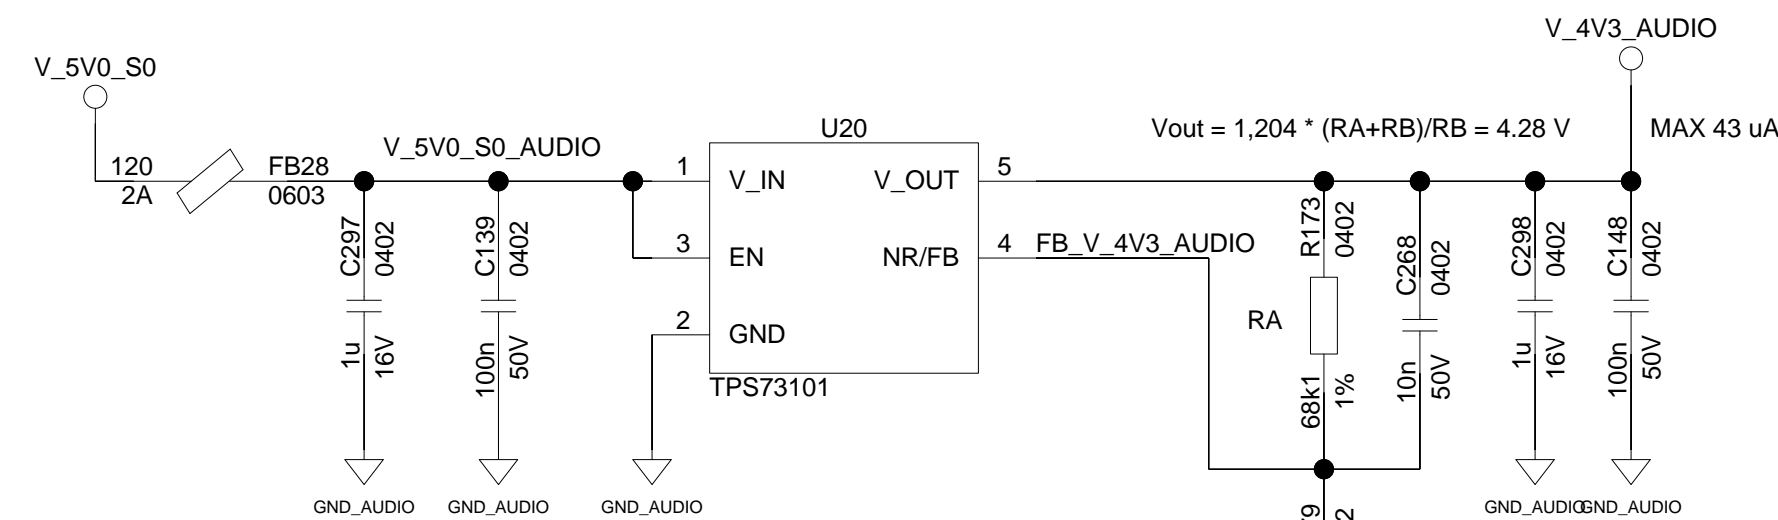 V_4V3_AUDIO
V_5V0_S0
U20
Vout = 1,204 * (RA+RB)/RB = 4.28 V
MAX 43 uA
V_5V0_S0_AUDIO
120
2A
FB28
0603
1
V_IN
V_OUT
5
3
EN
NR/FB
4
FB_V_4V3_AUDIO
2
GND
TPS73101
C297
0402
1u
16V
C139
0402
100n
50V
R173
0402
RA
68k1
1%
C268
0402
10n
50V
C298
0402
1u
16V
C148
0402
100n
50V
GND_AUDIO
GND_AUDIO
GND_AUDIO
GND_AUDIO
GND_AUDIO